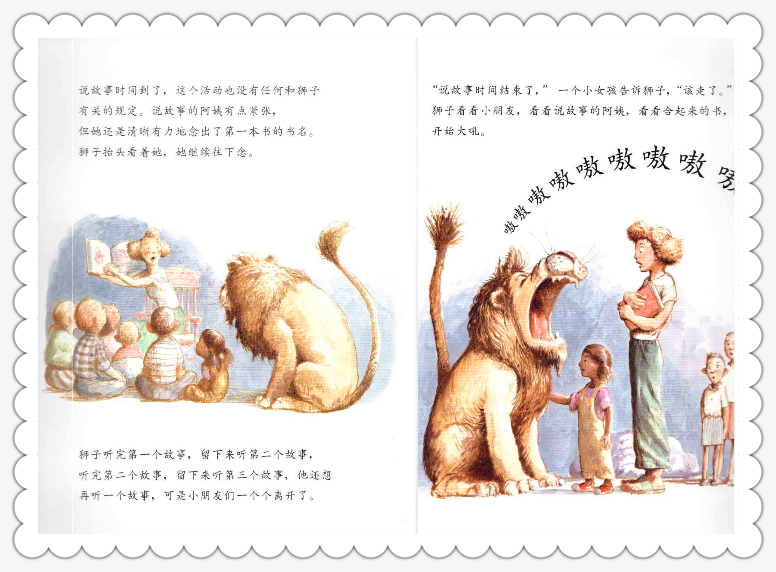 说故事时间到了，这个活动也没有任何和狮子
有关的规定。说故事的阿姨有点紧张，
但她还是清晰有力地念出了第一本书的书名。
狮子抬头看着她，她继续往下念。
狮子听完第一个故事，留下来听第二个故事，
听完第二个故事，留下来听第三个故事，他还想
再听一个故事，可是小朋友们一个个离开了。
“说故事时间结束了，”一个小女孩告诉狮子，“该走了。”
狮子看看小朋友，看看说故事的阿姨，看看合起来的书，
开始大吼。
嗷嗷嗷嗷嗷嗷嗷嗷嗷